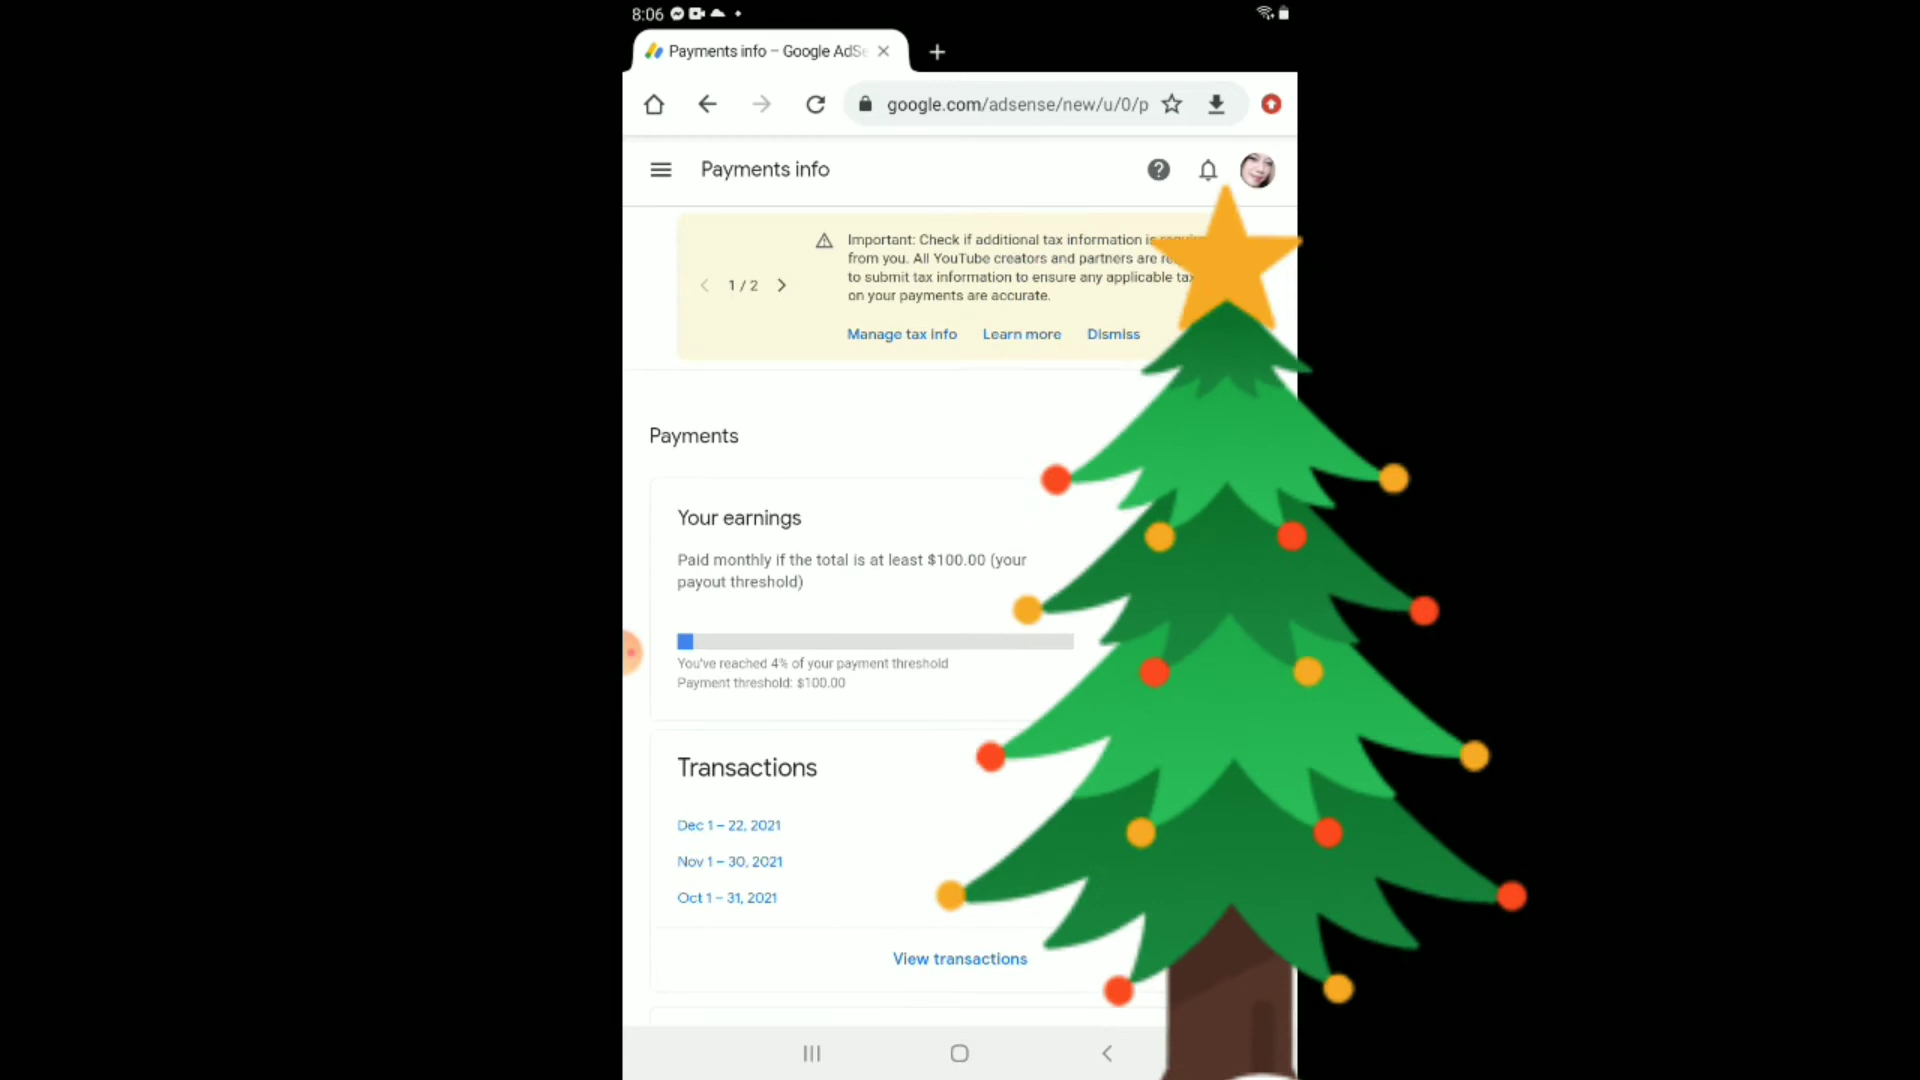 8:06
Payments info – Google AdSe
google.com/adsense/new/u/0/p
Payments info
Important: Check if additional tax information is
from you. All YouTube creators and partners are
to submit tax information to ensure any applicable
on your payments are accurate.
1 / 2
Manage tax info Learn more Dismiss
Payments
Your earnings
Paid monthly if the total is at least $100.00 (your
payout threshold)
You've reached 4% of your payment threshold
Payment threshold: $100.00
Transactions
Dec 1 – 22, 2021
Nov 1 – 30, 2021
Oct 1 – 31, 2021
View transactions